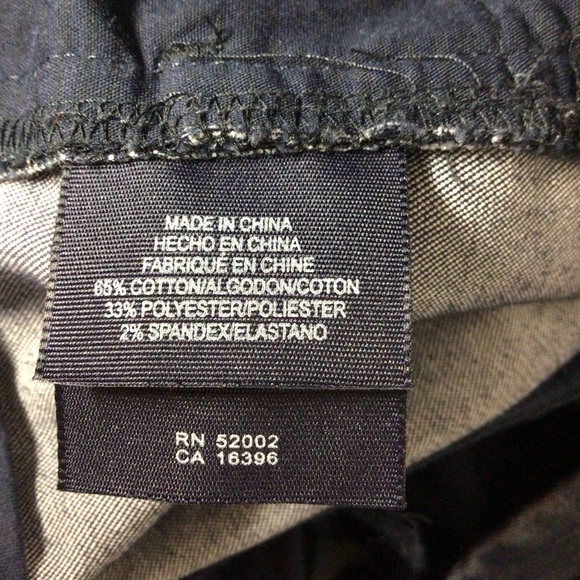 MADE IN CHINA
HECHO EN CHINA
FABRIQUÉ EN CHINE
65% COTTON/ALGODON/COTON
33% POLYESTER/POLIESTER
2% SPANDEX/ELASTANO
RN 52002
CA 16396